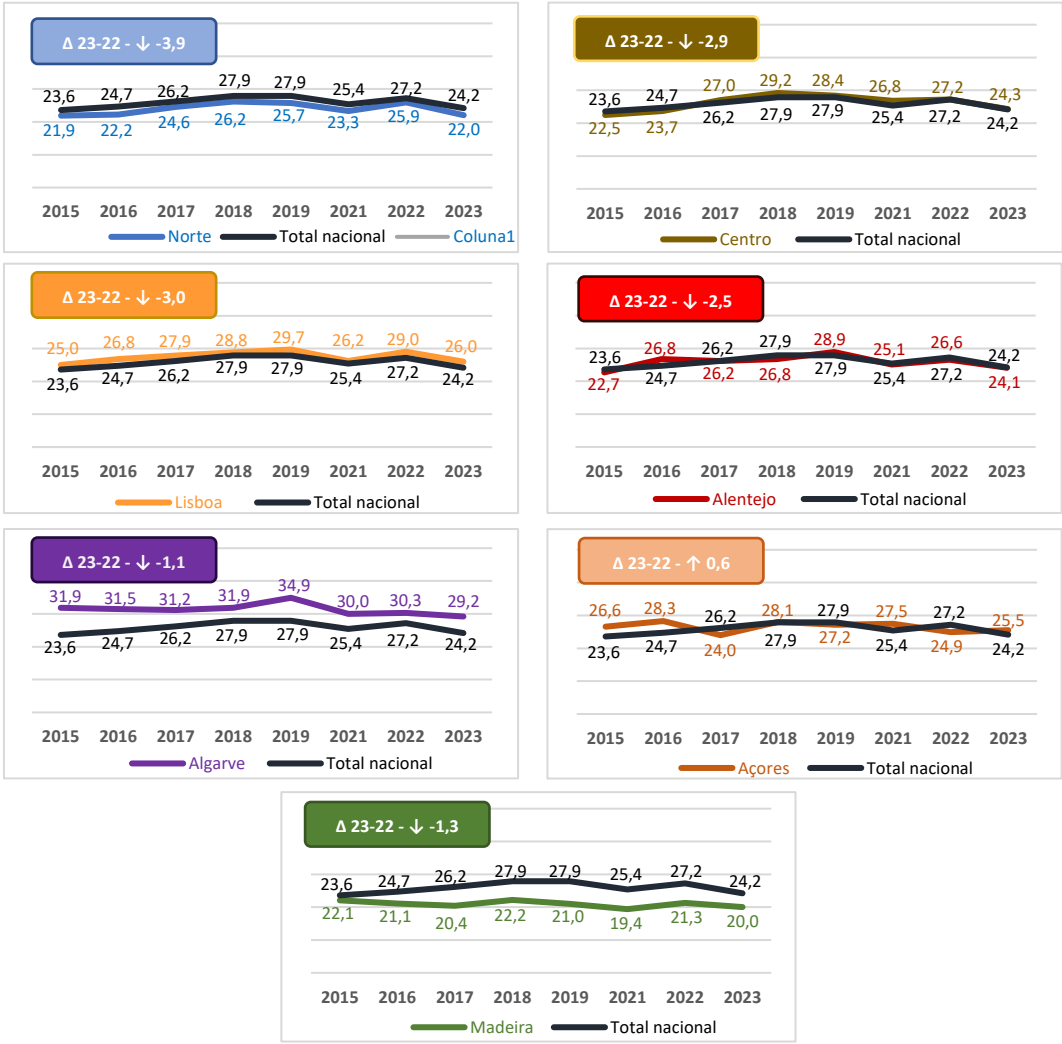 Δ 23-22 - ↓ -3,9
23,6 24,7 26,2 27,9 27,9 25,4 27,2 24,2
21,9 22,2 24,6 26,2 25,7 23,3 25,9 22,0
2015 2016 2017 2018 2019 2021 2022 2023
Norte Total nacional Coluna1
Δ 23-22 - ↓ -2,9
27,0 29,2 28,4 26,8 27,2 24,3
23,6 24,7 26,2 27,9 27,9 25,4 27,2 24,2
22,5 23,7
2015 2016 2017 2018 2019 2021 2022 2023
Centro Total nacional
Δ 23-22 - ↓ -3,0
25,0 26,8 27,9 28,8 29,7 26,2 29,0 26,0
23,6 24,7 26,2 27,9 27,9 25,4 27,2 24,2
2015 2016 2017 2018 2019 2021 2022 2023
Lisboa Total nacional
Δ 23-22 - ↓ -2,5
23,6 26,8 26,2 27,9 28,9 25,1 26,6 24,2
22,7 24,7 26,2 26,8 27,9 25,4 27,2 24,1
2015 2016 2017 2018 2019 2021 2022 2023
Alentejo Total nacional
Δ 23-22 - ↓ -1,1
31,9 31,5 31,2 31,9 34,9 30,0 30,3 29,2
23,6 24,7 26,2 27,9 27,9 25,4 27,2 24,2
2015 2016 2017 2018 2019 2021 2022 2023
Algarve Total nacional
Δ 23-22 - ↑ 0,6
26,6 28,3 26,2 28,1 27,9 27,5 27,2 25,5
23,6 24,7 24,0 27,9 27,2 25,4 24,9 24,2
2015 2016 2017 2018 2019 2021 2022 2023
Açores Total nacional
Δ 23-22 - ↓ -1,3
23,6 24,7 26,2 27,9 27,9 25,4 27,2 24,2
22,1 21,1 20,4 22,2 21,0 19,4 21,3 20,0
2015 2016 2017 2018 2019 2021 2022 2023
Madeira Total nacional